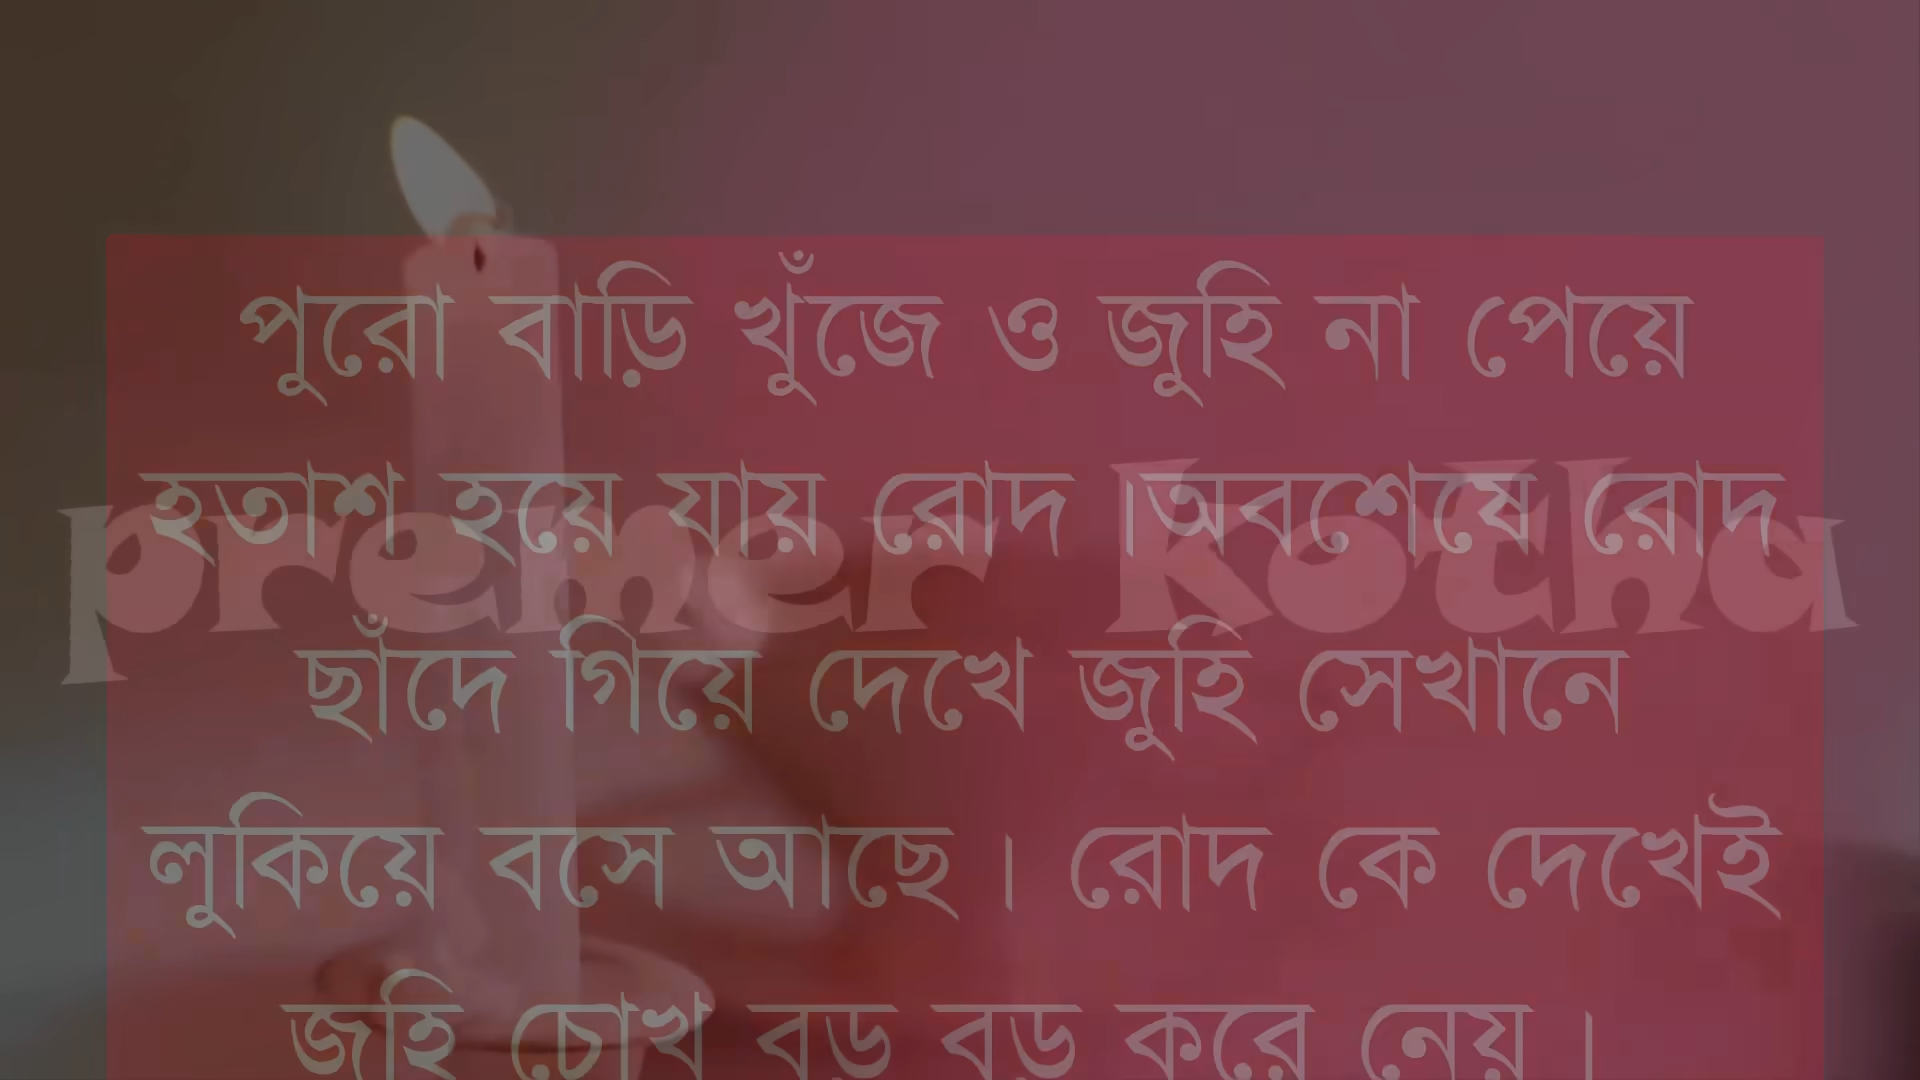 পুরো বাড়ি খুঁজে ও জুহি না পেয়ে
হতাশ হয়ে যায় রোদ ।অবশেষে রোদ
premer kotha
ছাঁদে গিয়ে দেখে জুহি সেখানে
লুকিয়ে বসে আছে । রোদ কে দেখেই
জুহি চোখ বড় বড় করে নেয় ।